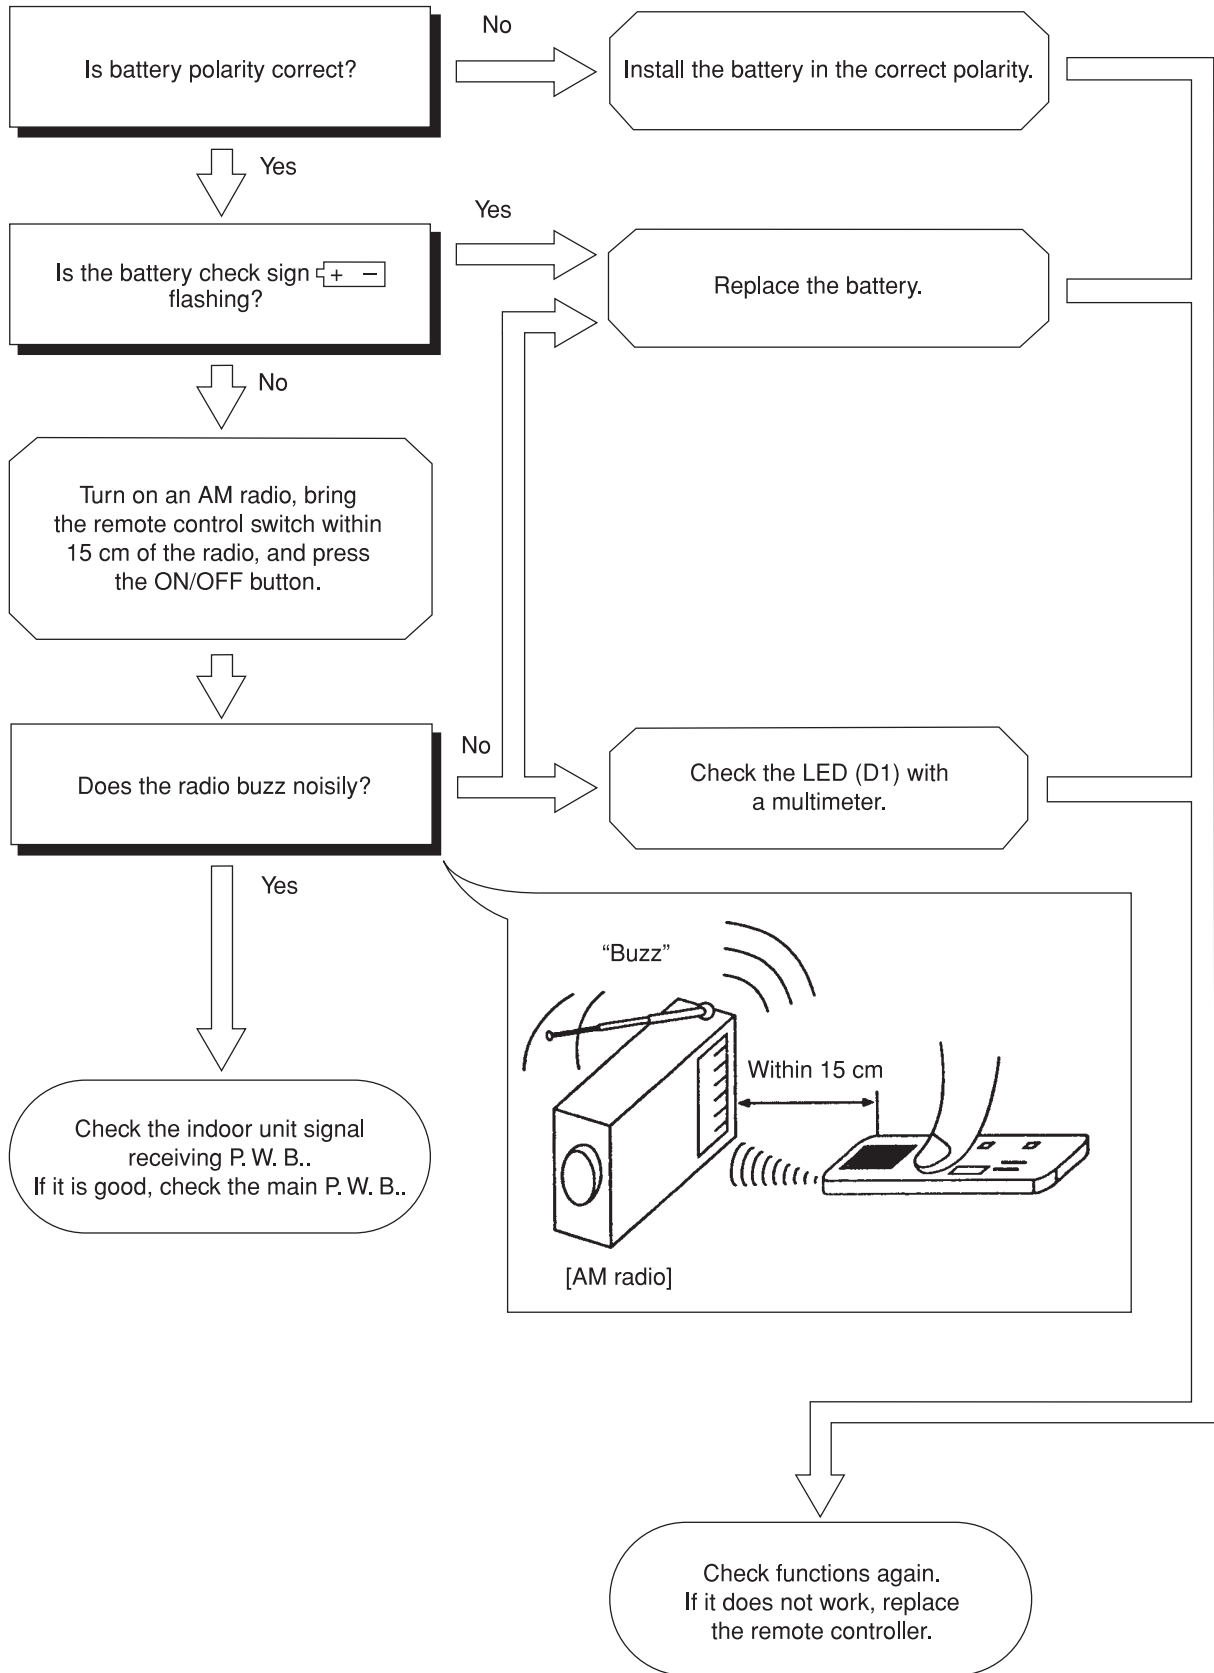 Is battery polarity correct?
No
Install the battery in the correct polarity.
Yes
Is the battery check sign + −
flashing?
Yes
Replace the battery.
No
Turn on an AM radio, bring
the remote control switch within
15 cm of the radio, and press
the ON/OFF button.
Does the radio buzz noisily?
No
Check the LED (D1) with
a multimeter.
Yes
Check the indoor unit signal
receiving P. W. B..
If it is good, check the main P. W. B..
“Buzz”
Within 15 cm
[AM radio]
Check functions again.
If it does not work, replace
the remote controller.